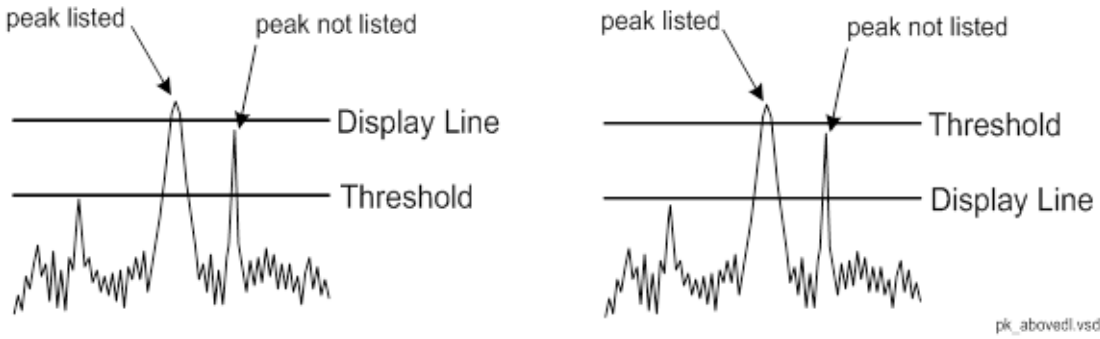 peak listed
peak not listed
Display Line
Threshold
peak listed
peak not listed
Threshold
Display Line
pk_abovedl.vsd